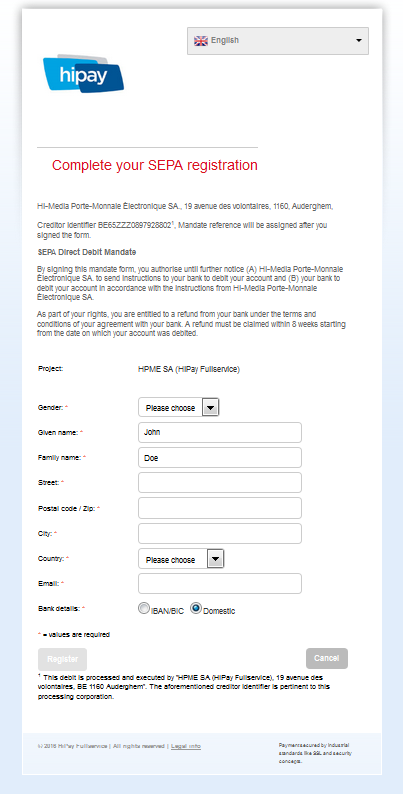 English
hipay
Complete your SEPA registration
Hi-Media Porte-Monnaie Électronique SA., 19 avenue des volontaires, 1160, Auderghem,
Creditor Identifier BE65ZZZ0897928802¹, Mandate reference will be assigned after you
signed the form.
SEPA Direct Debit Mandate
By signing this mandate form, you authorise until further notice (A) Hi-Media Porte-Monnaie
Électronique SA. to send instructions to your bank to debit your account and (B) your bank to
debit your account in accordance with the instructions from Hi-Media Porte-Monnaie
Électronique SA.
As part of your rights, you are entitled to a refund from your bank under the terms and
conditions of your agreement with your bank. A refund must be claimed within 8 weeks starting
from the date on which your account was debited.
Project: HPME SA (HiPay Fullservice)
Gender: * Please choose
Given name: * John
Family name: * Doe
Street: *
Postal code / Zip: *
City: *
Country: * Please choose
Email: *
Bank details: * IBAN/BIC Domestic
* = values are required
Register Cancel
¹ This debit is processed and executed by "HPME SA (HiPay Fullservice), 19 avenue des
volontaires, BE 1160 Auderghem". The aforementioned creditor identifier is pertinent to this
processing corporation.
© 2016 HiPay Fullservice | All rights reserved | Legal info
Payment secured by industrial
standards like SSL and security
concepts.